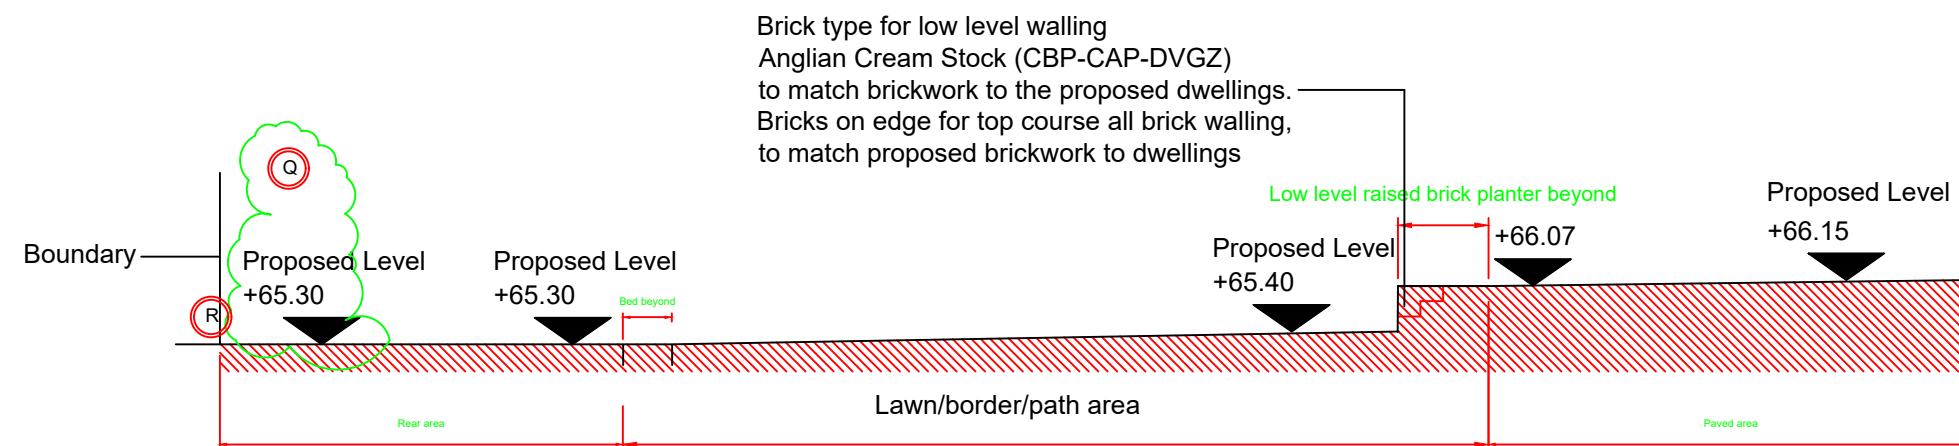 Brick type for low level walling
Anglian Cream Stock (CBP-CAP-DVGZ)
to match brickwork to the proposed dwellings.
Bricks on edge for top course all brick walling,
to match proposed brickwork to dwellings
Q
Low level raised brick planter beyond
Proposed Level
+66.15
+66.07
Proposed Level
+65.40
Boundary
Proposed Level
+65.30
Proposed Level
+65.30
Bed beyond
R
Lawn/border/path area
Rear area
Paved area